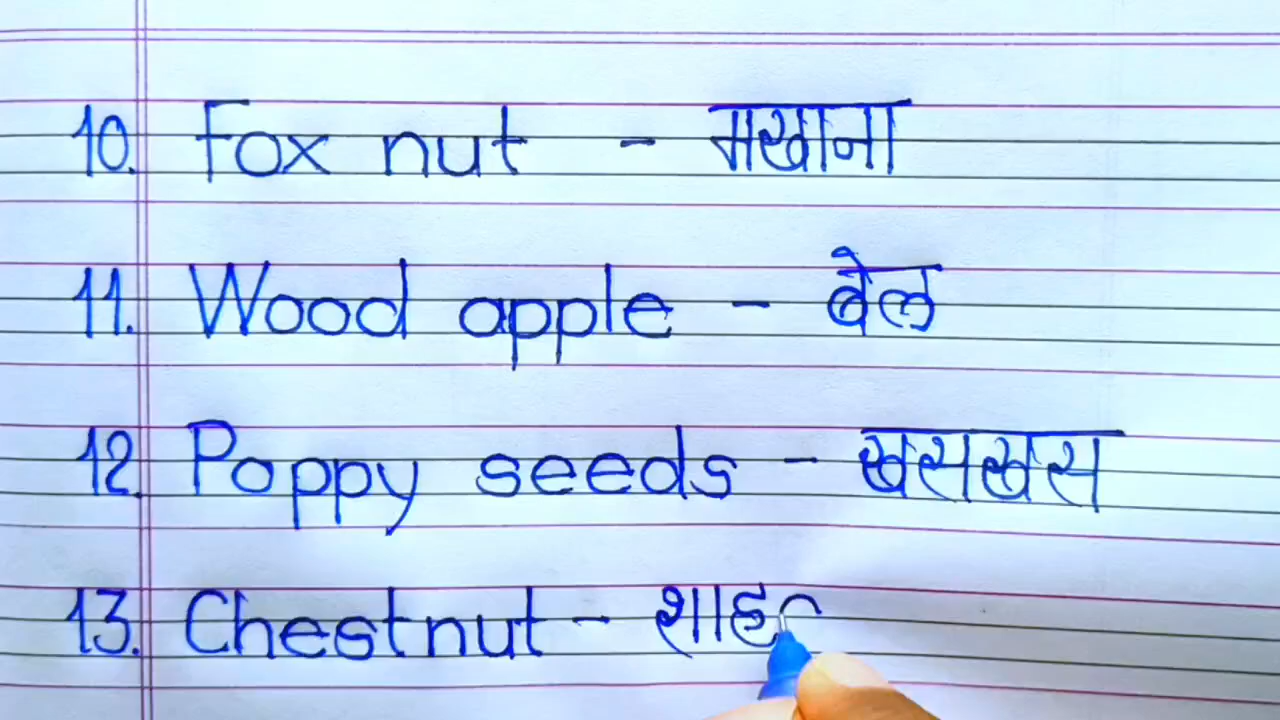 10. Fox nut - मखाना
11. Wood apple - बेल
12. Poppy seeds - खसखस
13. Chestnut - शाह